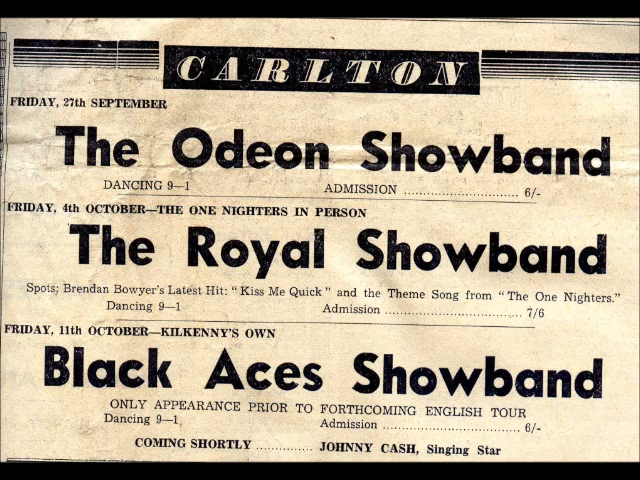 CARLTON
FRIDAY, 27th SEPTEMBER
The Odeon Showband
DANCING 9—1 ADMISSION .............................. 6/-
FRIDAY, 4th OCTOBER—THE ONE NIGHTERS IN PERSON
The Royal Showband
Spots; Brendan Bowyer's Latest Hit: "Kiss Me Quick" and the Theme Song from "The One Nighters."
Dancing 9—1 Admission .................................... 7/6
FRIDAY, 11th OCTOBER—KILKENNY'S OWN
Black Aces Showband
ONLY APPEARANCE PRIOR TO FORTHCOMING ENGLISH TOUR
Dancing 9—1, Admission .................................... 6/-
COMING SHORTLY ............... JOHNNY CASH, Singing Star